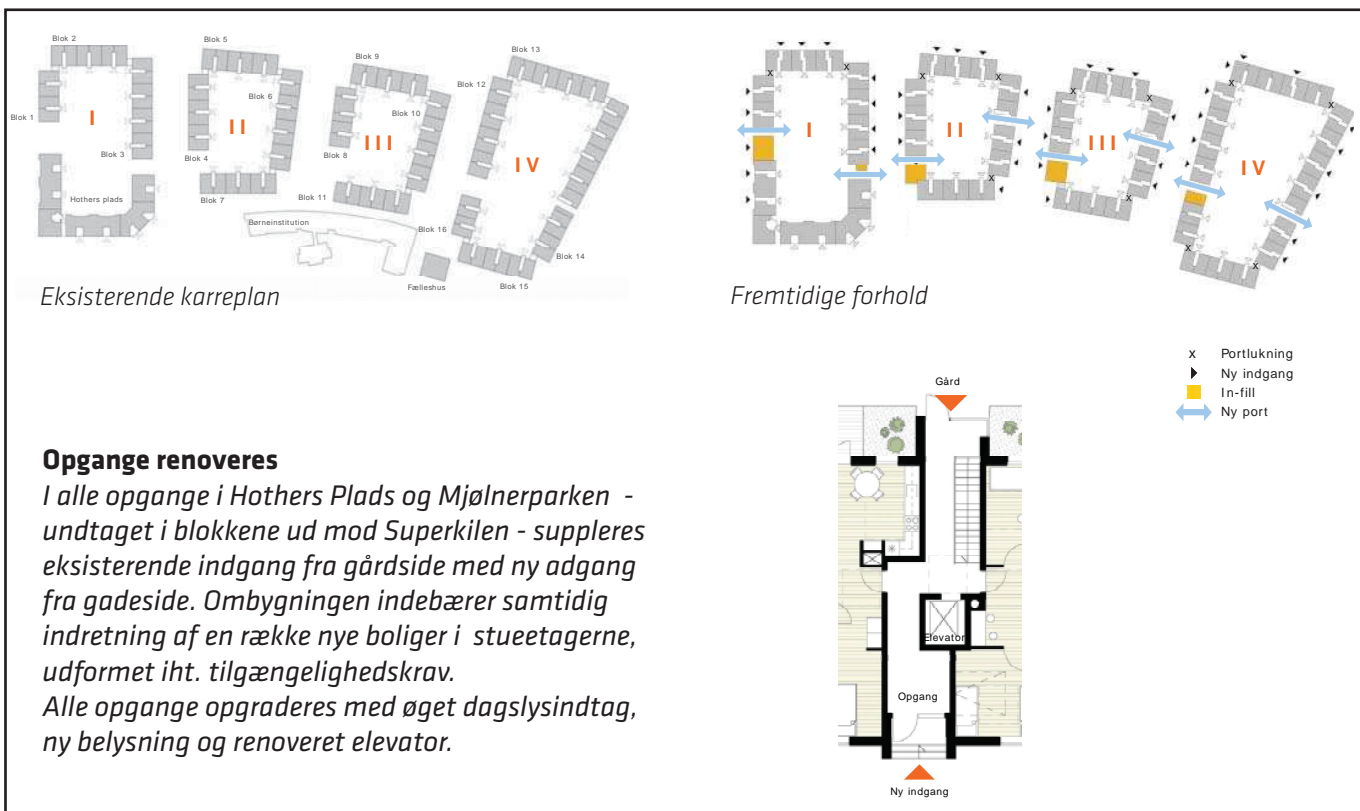 Blok 2
Blok 5
Blok 9
Blok 13
Blok 12
Blok 6
Blok 10
Blok 1
I
II
III
IV
Blok 3
Blok 4
Blok 8
Hothers plads
Blok 7
Blok 11
Børneinstitution
Blok 16
Blok 14
Fælleshus
Blok 15
Eksisterende karreplan
x x x x x x x x
I
II
III
IV
x x x x
Fremtidige forhold
x Portlukning
Ny indgang
In-fill
Ny port
Opgange renoveres
I alle opgange i Hothers Plads og Mjølnerparken -
undtaget i blokkene ud mod Superkilen - suppleres
eksisterende indgang fra gårdside med ny adgang
fra gadeside. Ombygningen indebærer samtidig
indretning af en række nye boliger i stueetagerne,
udformet iht. tilgængelighedskrav.
Alle opgange opgraderes med øget dagslysindtag,
ny belysning og renoveret elevator.
Gård
Elevator
Opgang
Ny indgang